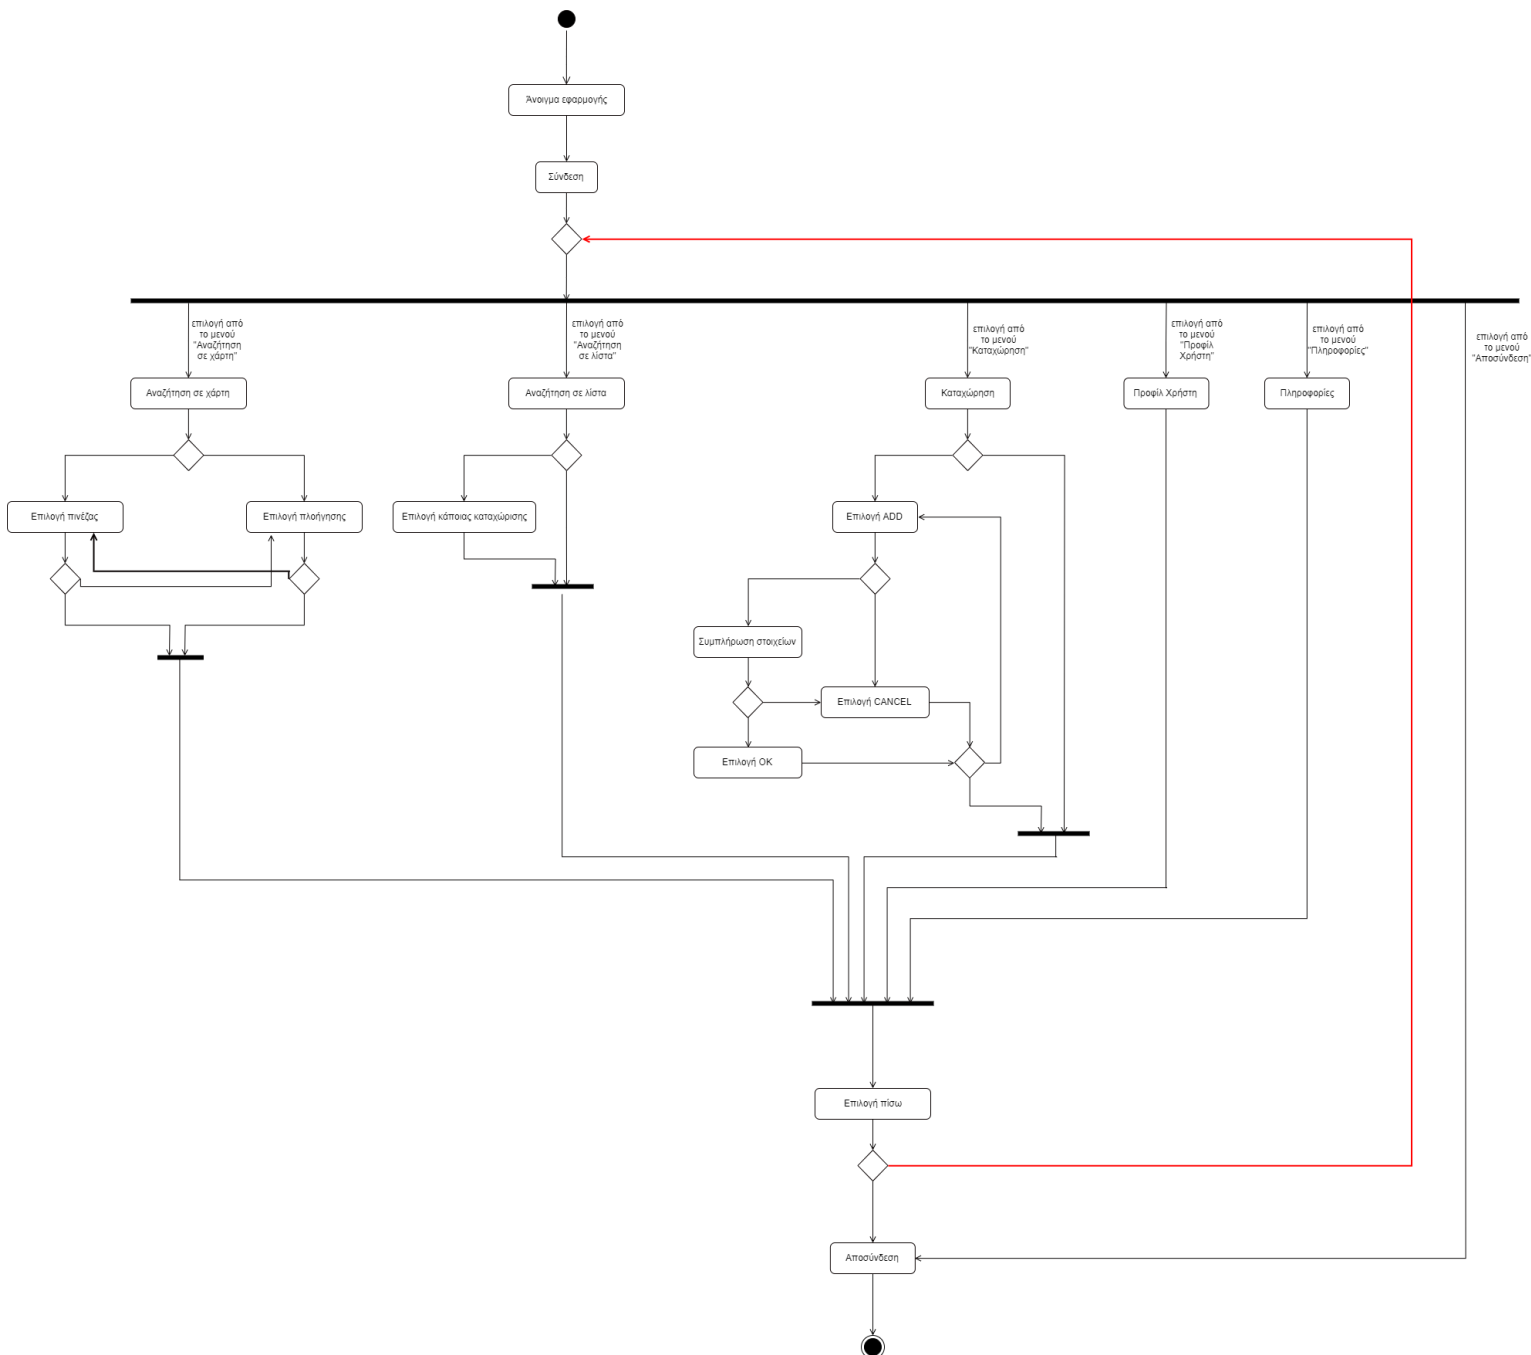 Άνοιγμα εφαρμογής
Σύνδεση
επιλογή από
το μενού
"Αναζήτηση
σε χάρτη"
επιλογή από
το μενού
"Αναζήτηση
σε λίστα"
επιλογή από
το μενού
"Καταχώρηση"
επιλογή από
το μενού
"Προφίλ
Χρήστη"
επιλογή από
το μενού
"Πληροφορίες"
επιλογή από
το μενού
"Αποσύνδεση"
Αναζήτηση σε χάρτη
Αναζήτηση σε λίστα
Καταχώρηση
Προφίλ Χρήστη
Πληροφορίες
Επιλογή πινέζας
Επιλογή πλοήγησης
Επιλογή κάποιας καταχώρισης
Επιλογή ADD
Συμπλήρωση στοιχείων
Επιλογή CANCEL
Επιλογή OK
Επιλογή πίσω
Αποσύνδεση